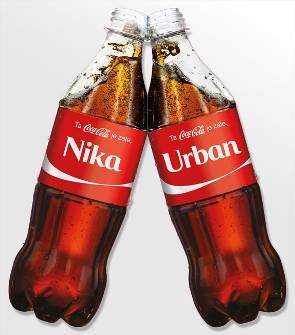 Ta Coca-Cola je zate,
Nika
Ta Coca-Cola je zate,
Urban